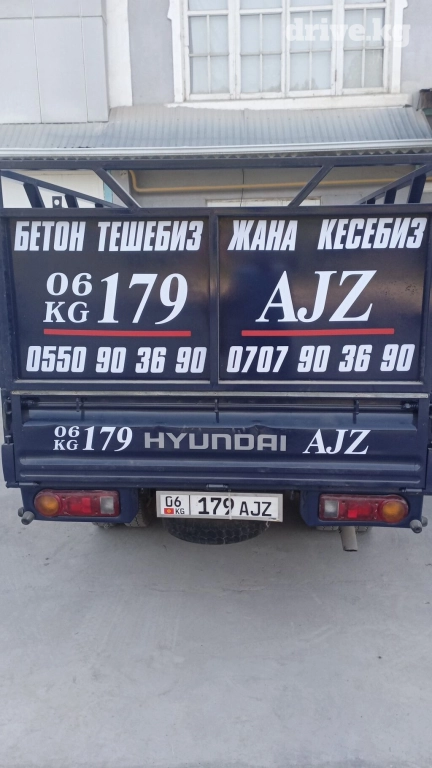 drive.kg
БЕТОН ТЕШЕБИЗ
06 KG 179
0550 90 36 90
ЖАНА КЕСЕБИЗ
AJZ
0707 90 36 90
06 KG 179 HYUNDAI AJZ
06 KG 179 AJZ